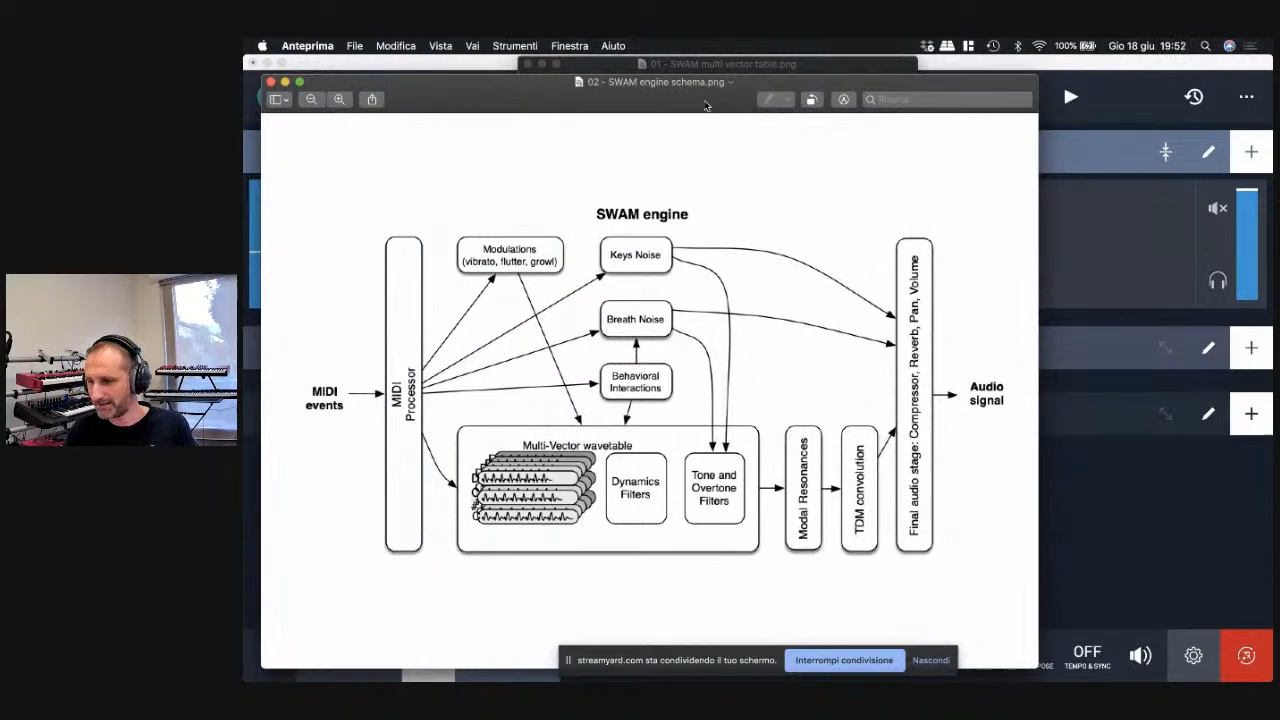 Anteprima File Modifica Vista Vai Strumenti Finestra Aiuto 100% Gio 18 giu 19:52
01 - SWAM multi vector table.png
02 - SWAM engine schema.png
Ricerca
SWAM engine
Modulations
(vibrato, flutter, growl)
Keys Noise
Breath Noise
Behavioral
Interactions
MIDI
events
MIDI
Processor
Multi-Vector wavetable
Dynamics
Filters
Tone and
Overtone
Filters
Modal Resonances
TDM convolution
Final audio stage: Compressor, Reverb, Pan, Volume
Audio
signal
streamyard.com sta condividendo il tuo schermo. Interrompi condivisione Nascondi
OFF
TEMPO & SYNC